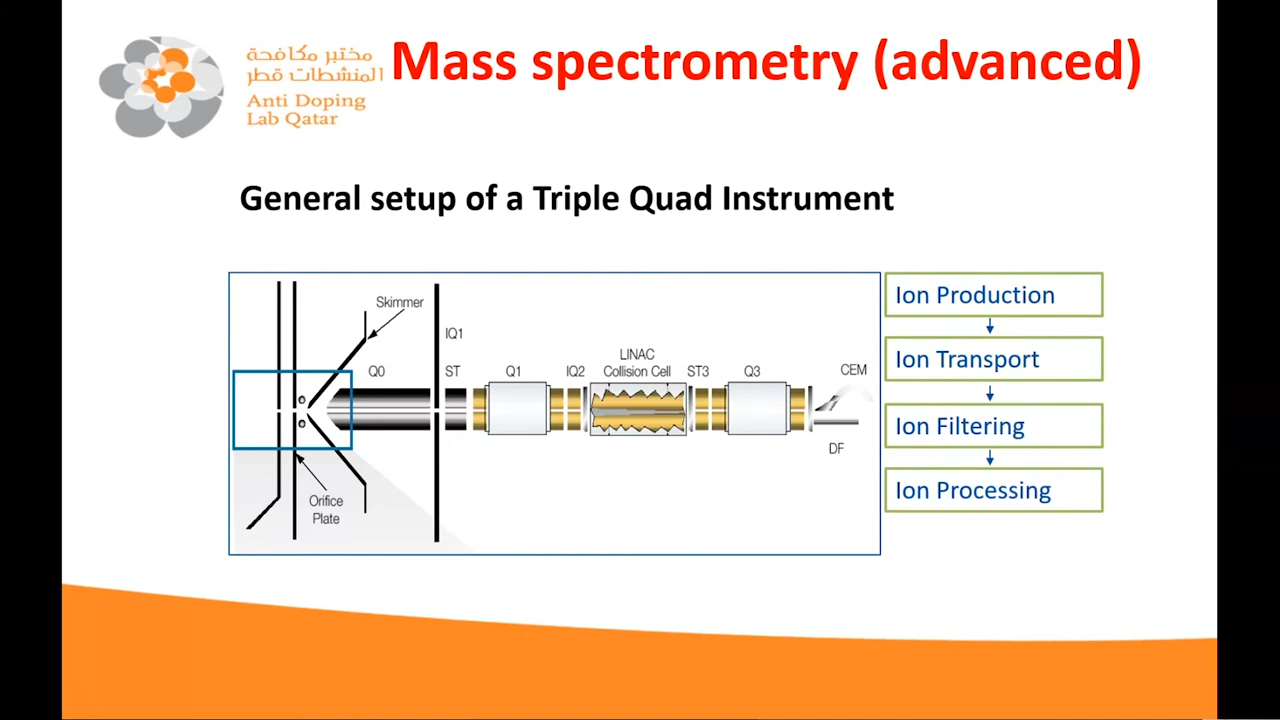 مختبر مكافحة
المنشطات قطر
Anti Doping
Lab Qatar
Mass spectrometry (advanced)
General setup of a Triple Quad Instrument
Skimmer
IQ1
Q0
ST
Q1
IQ2
LINAC
Collision Cell
ST3
Q3
CEM
DF
Orifice
Plate
Ion Production
Ion Transport
Ion Filtering
Ion Processing